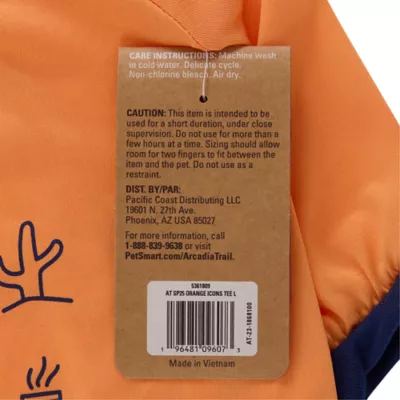 CARE INSTRUCTIONS: Machine wash
in cold water. Delicate cycle.
Non-chlorine bleach. Air dry.
CAUTION: This item is intended to be
used for a short duration, under close
supervision. Do not use for more than a
few hours at a time. Sizing should allow
room for two fingers to fit between
the item and the pet. Do not use as a
restraint.
DIST. BY/PAR:
Pacific Coast Distributing LLC
19601 N. 27th Ave.
Phoenix, AZ USA 85027
For more information, call
1-888-839-9638 or visit
PetSmart.com/ArcadiaTrail.
5361809
AT SP25 ORANGE ICONS TEE L
1 96481 09607 3
Made in Vietnam
AT-22-1868100